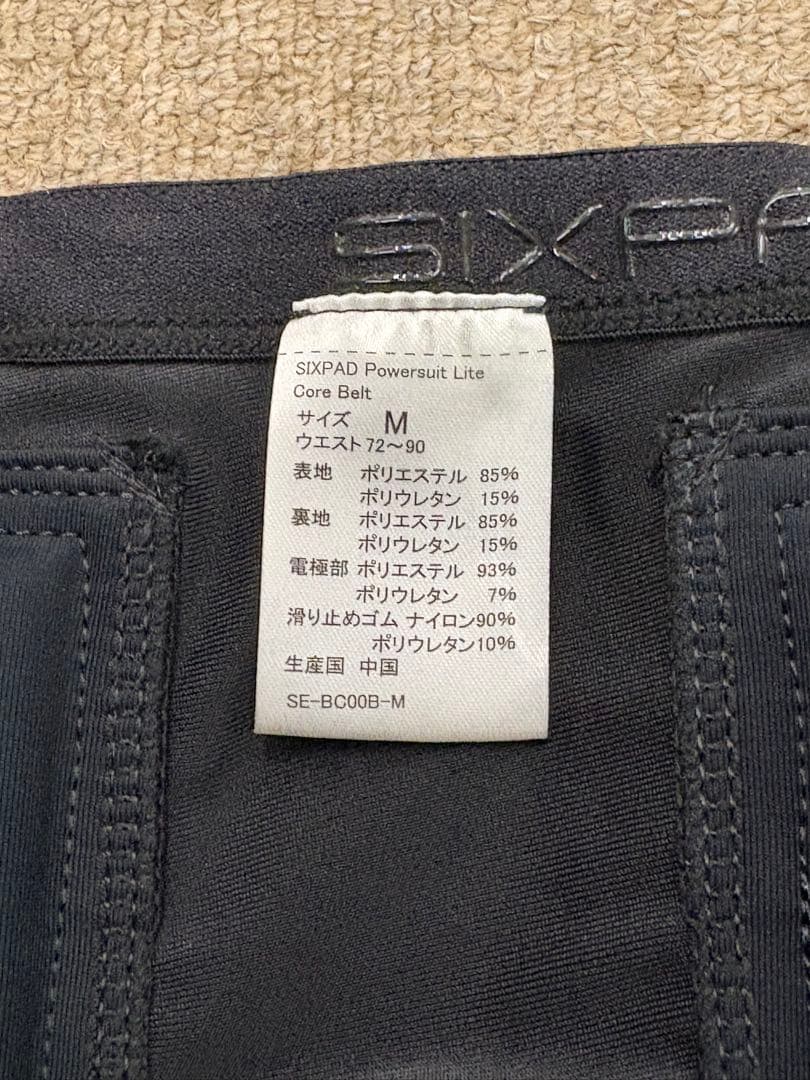 SIXPA
SIXPAD Powersuit Lite
Core Belt
サイズ M
ウエスト72〜90
表地 ポリエステル 85%
ポリウレタン 15%
裏地 ポリエステル 85%
ポリウレタン 15%
電極部 ポリエステル 93%
ポリウレタン 7%
滑り止めゴム ナイロン90%
ポリウレタン10%
生産国 中国
SE-BC00B-M